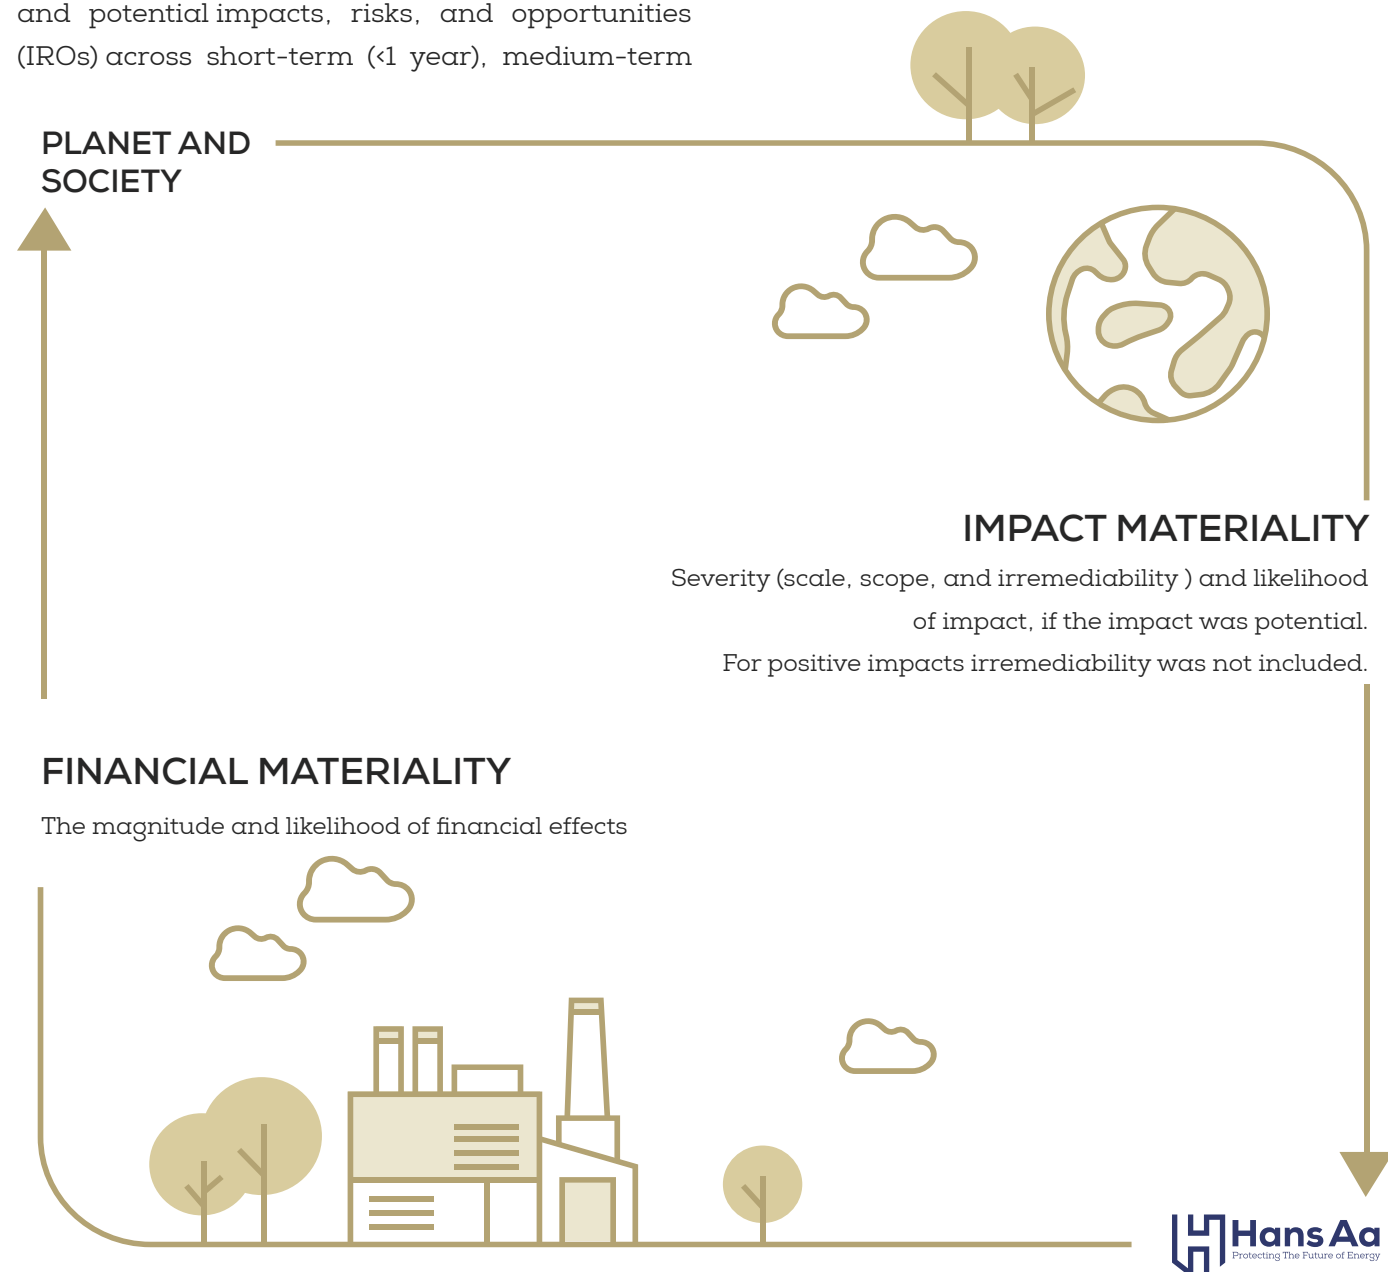 and potential impacts, risks, and opportunities
(IROs) across short-term (<1 year), medium-term
PLANET AND
SOCIETY
IMPACT MATERIALITY
Severity (scale, scope, and irremediability ) and likelihood
of impact, if the impact was potential.
For positive impacts irremediability was not included.
FINANCIAL MATERIALITY
The magnitude and likelihood of financial effects
Hans Aa
Protecting The Future of Energy